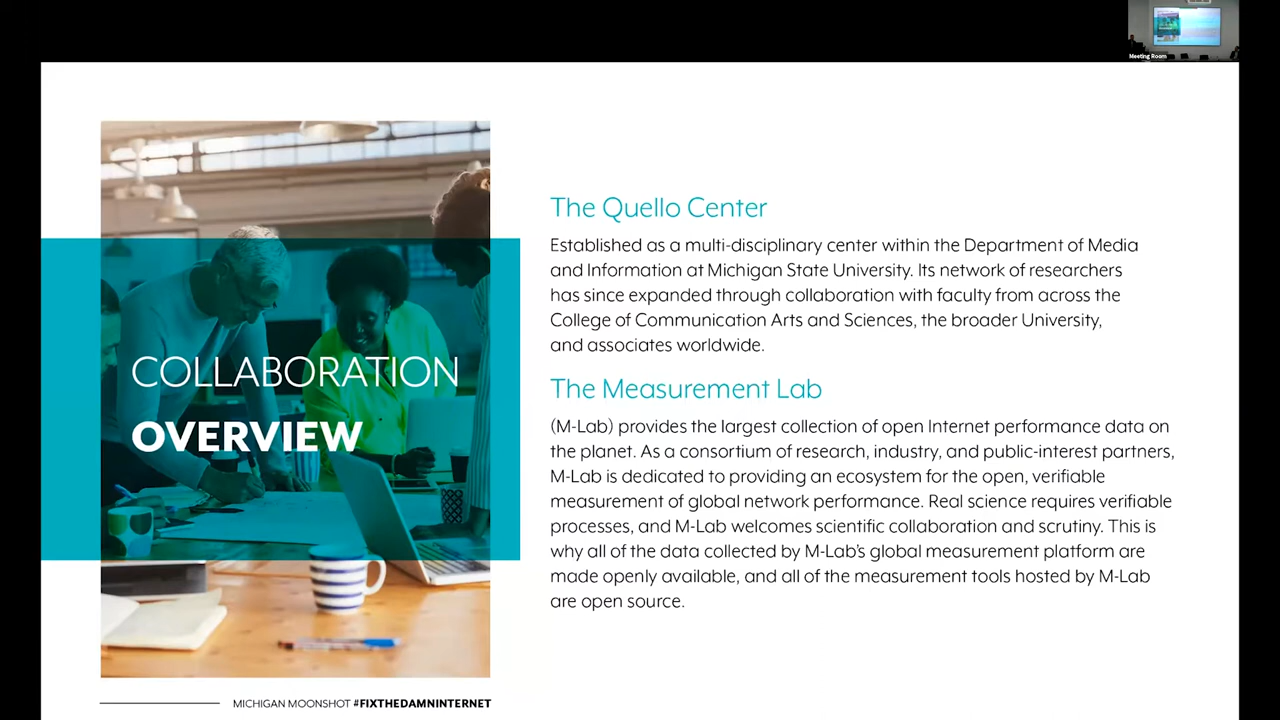 Meeting Room
COLLABORATION
OVERVIEW
The Quello Center
Established as a multi-disciplinary center within the Department of Media
and Information at Michigan State University. Its network of researchers
has since expanded through collaboration with faculty from across the
College of Communication Arts and Sciences, the broader University,
and associates worldwide.
The Measurement Lab
(M-Lab) provides the largest collection of open Internet performance data on
the planet. As a consortium of research, industry, and public-interest partners,
M-Lab is dedicated to providing an ecosystem for the open, verifiable
measurement of global network performance. Real science requires verifiable
processes, and M-Lab welcomes scientific collaboration and scrutiny. This is
why all of the data collected by M-Lab's global measurement platform are
made openly available, and all of the measurement tools hosted by M-Lab
are open source.
MICHIGAN MOONSHOT #FIXTHEDAMNINTERNET